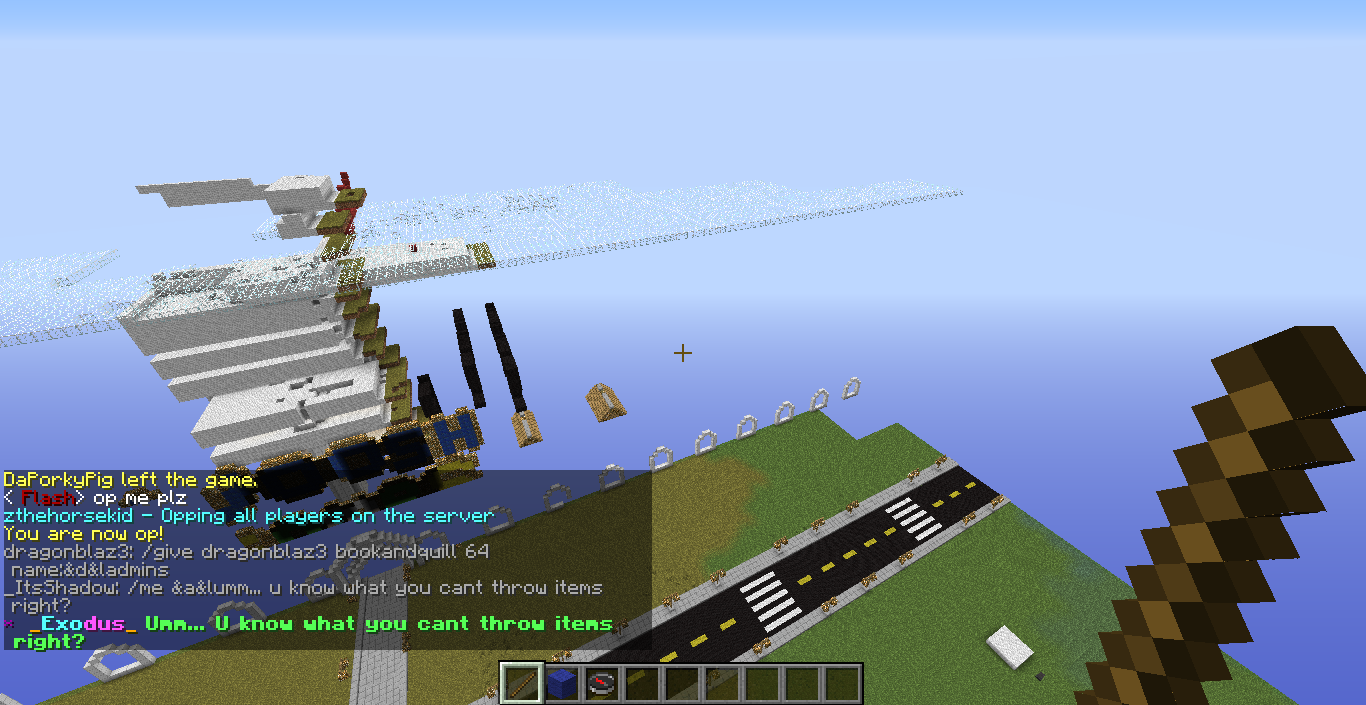 DaPorkyPig left the game.
< Flash> op me plz
zthehorsekid - Opping all players on the server
You are now op!
dragonblaz3: /give dragonblaz3 bookandquill 64
name:&d&ladmins
_ItsShadow: /me &a&lumm... u know what you cant throw items
right?
* _Exodus_ Umm... U know what you cant throw items
right?